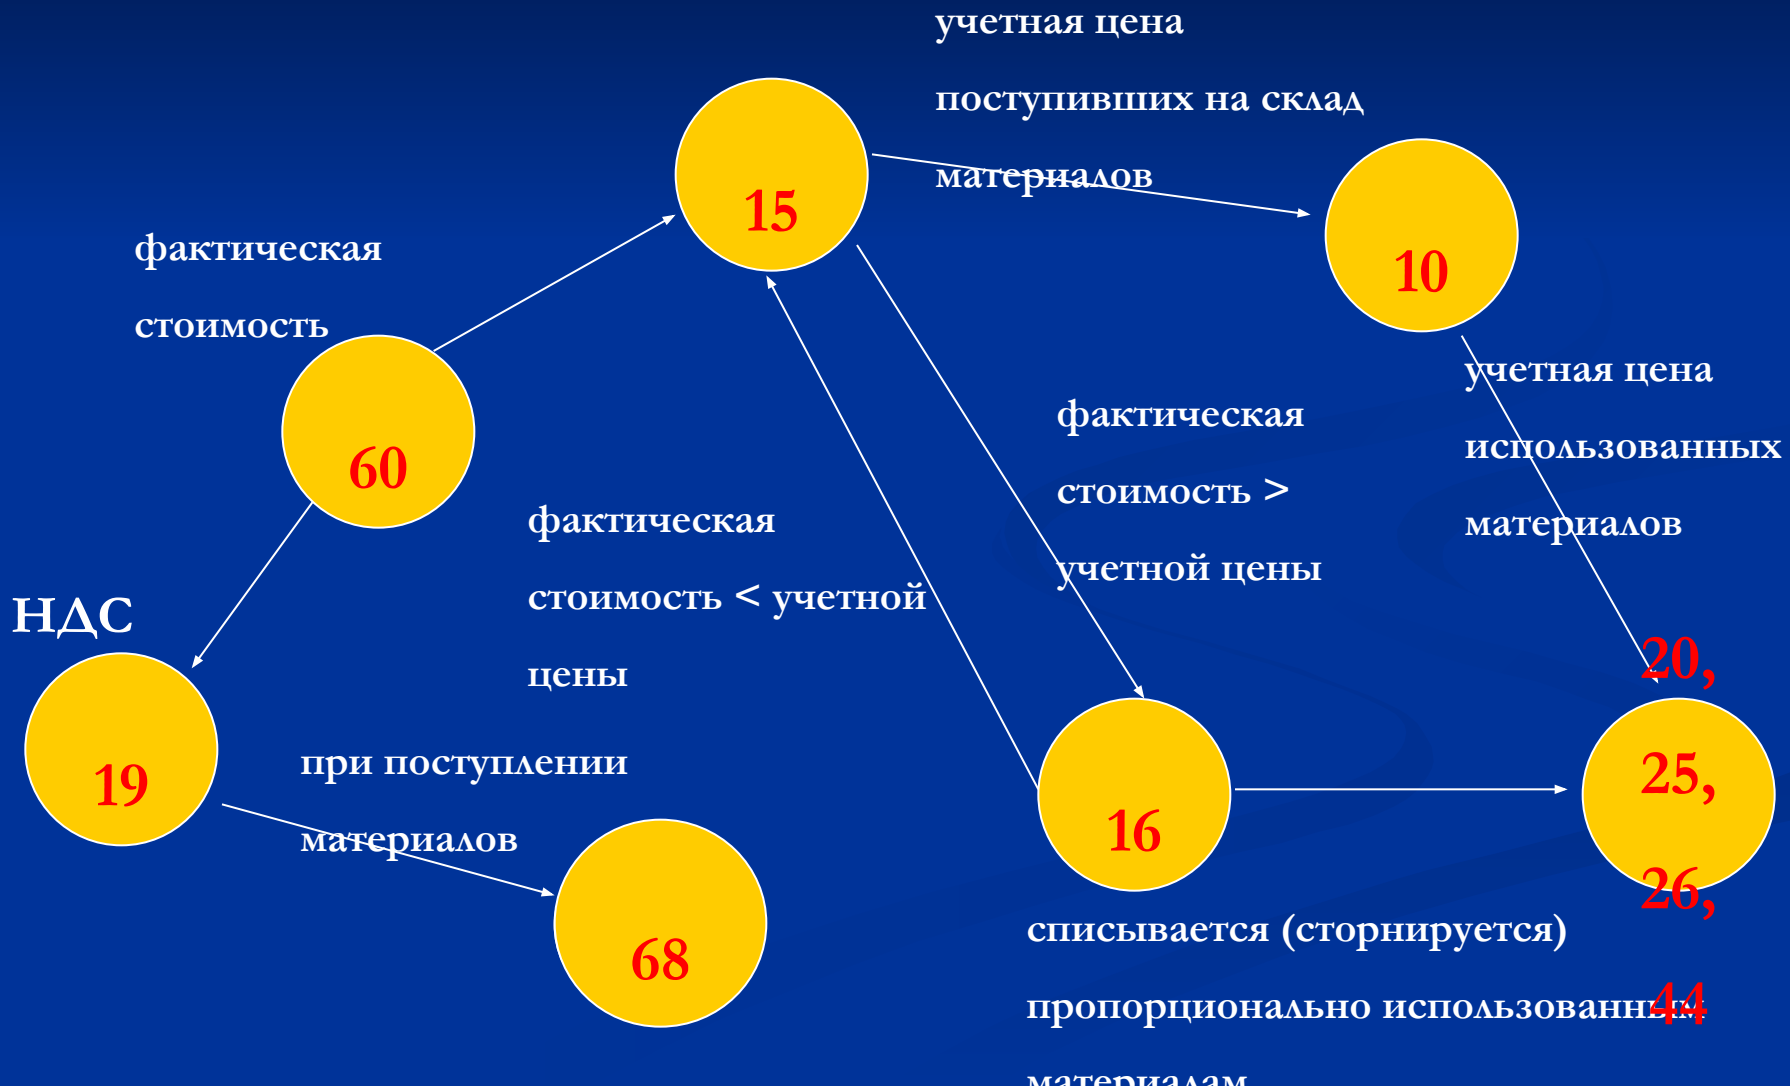 учетная цена
поступивших на склад
материалов
15
10
фактическая
стоимость
60
учетная цена
использованных
материалов
фактическая
стоимость >
учетной цены
фактическая
стоимость < учетной
цены
НДС
19
при поступлении
материалов
68
16
20,
25,
26,
44
списывается (сторнируется)
пропорционально использованным
материалам